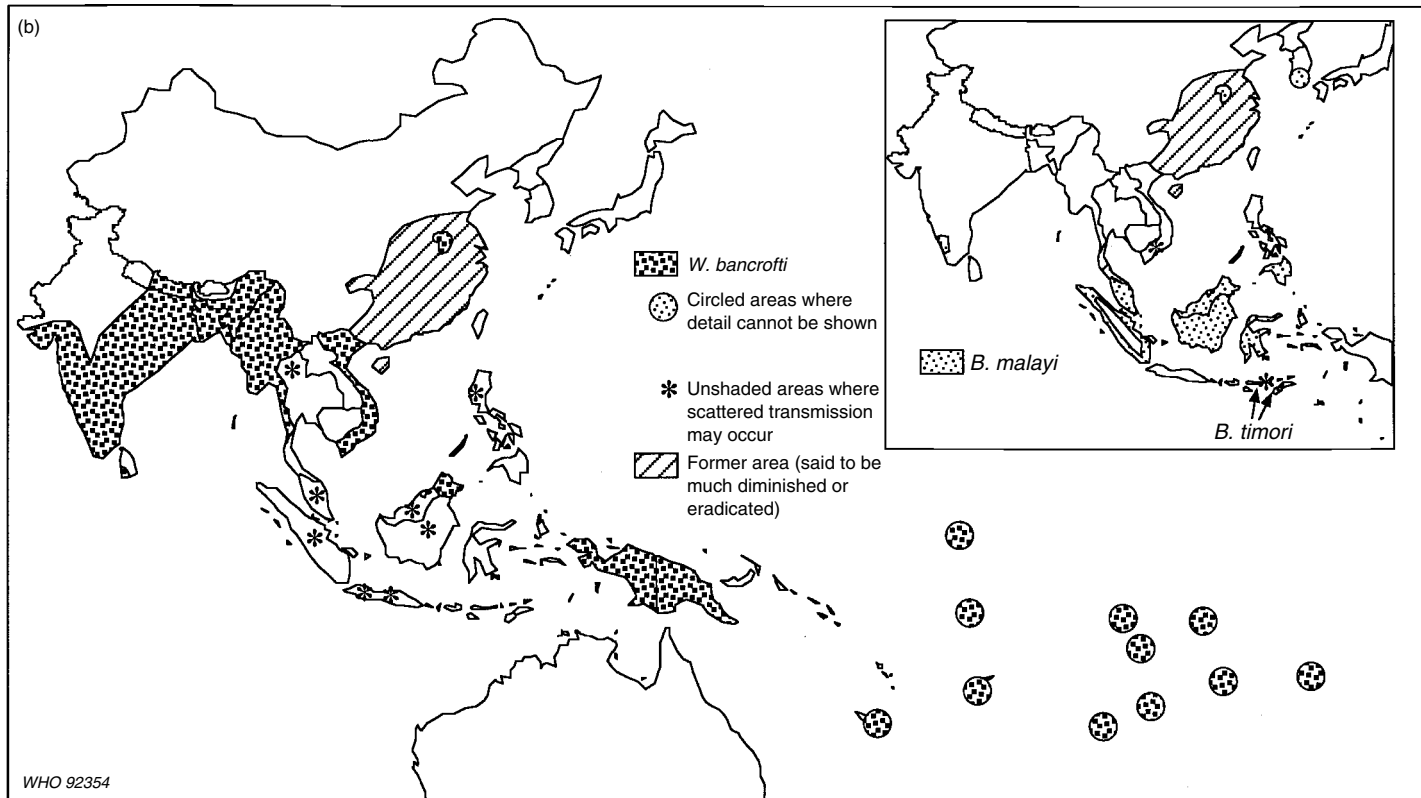 (b)
W. bancrofti
Circled areas where
detail cannot be shown
* Unshaded areas where
scattered transmission
may occur
Former area (said to be
much diminished or
eradicated)
B. malayi
B. timori
WHO 92354